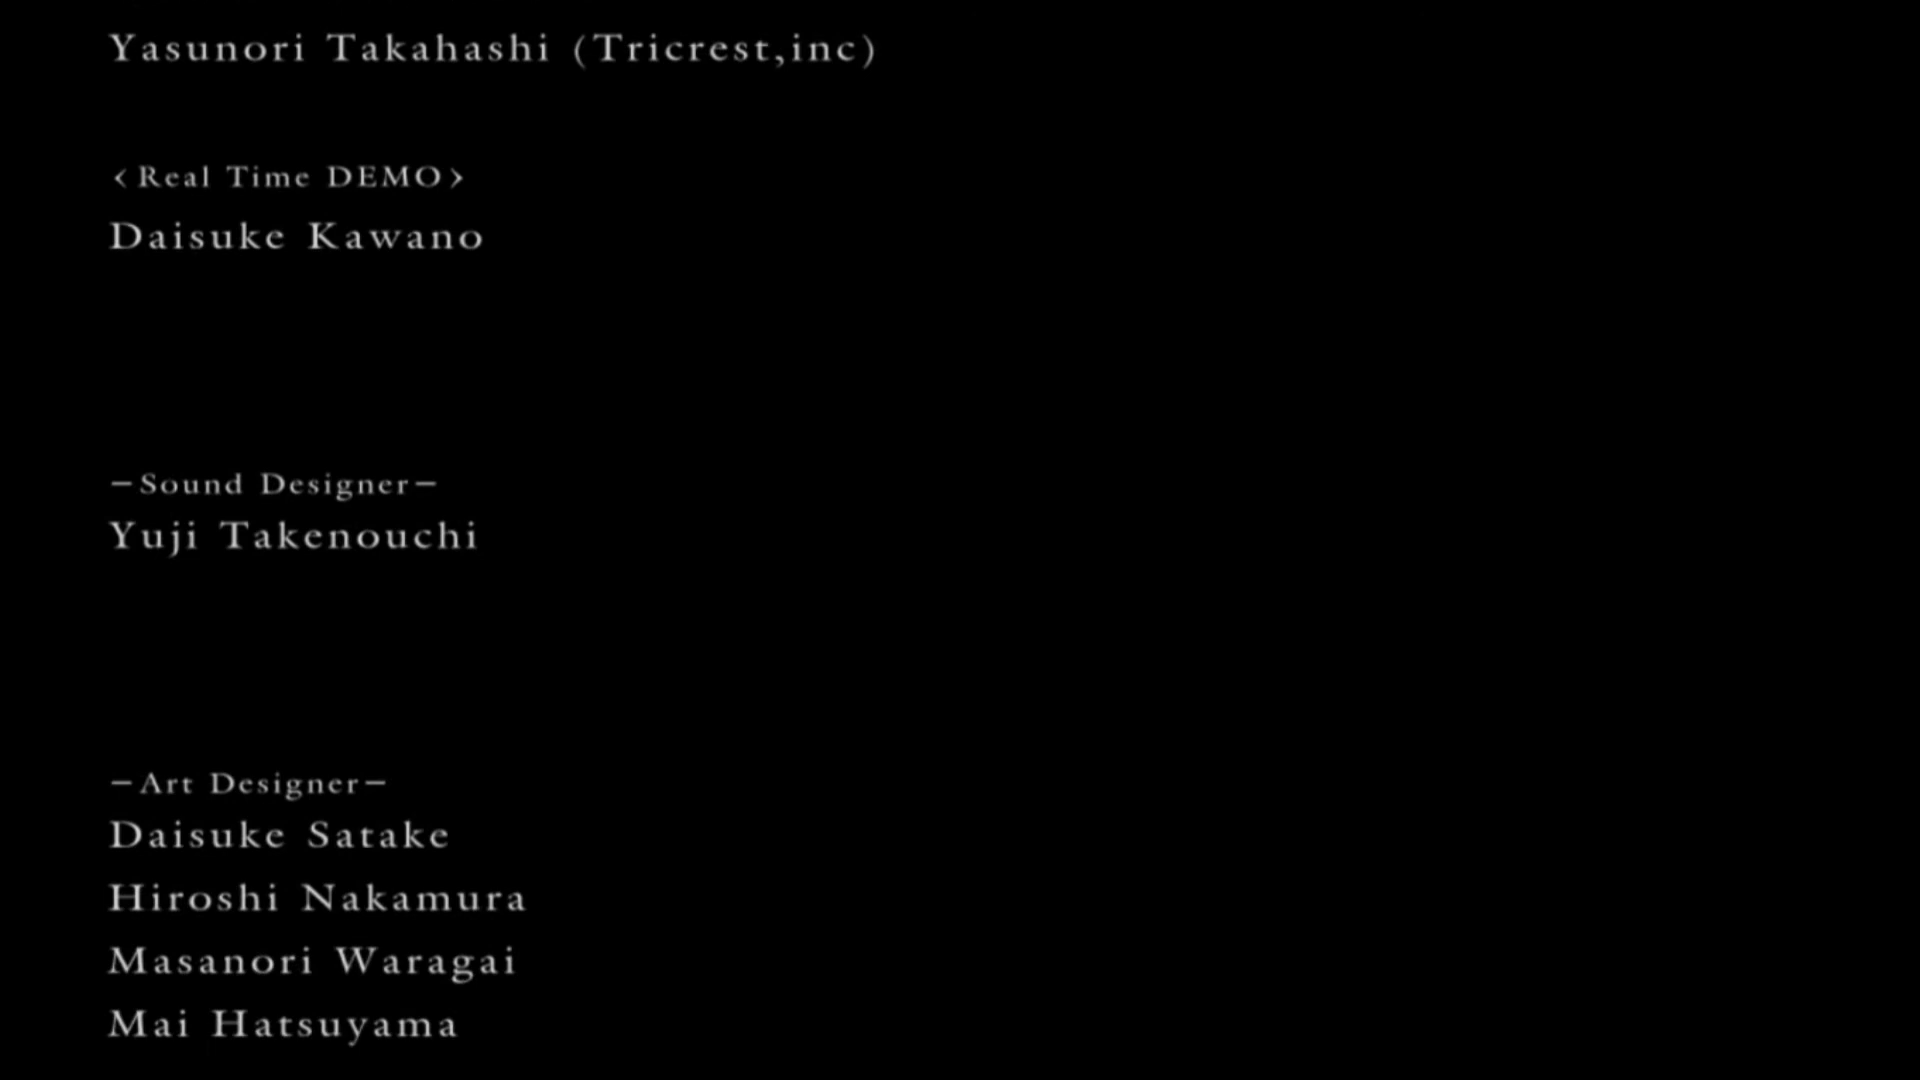 Yasunori Takahashi (Tricrest,inc)
<Real Time DEMO>
Daisuke Kawano
-Sound Designer-
Yuji Takenouchi
-Art Designer-
Daisuke Satake
Hiroshi Nakamura
Masanori Waragai
Mai Hatsuyama